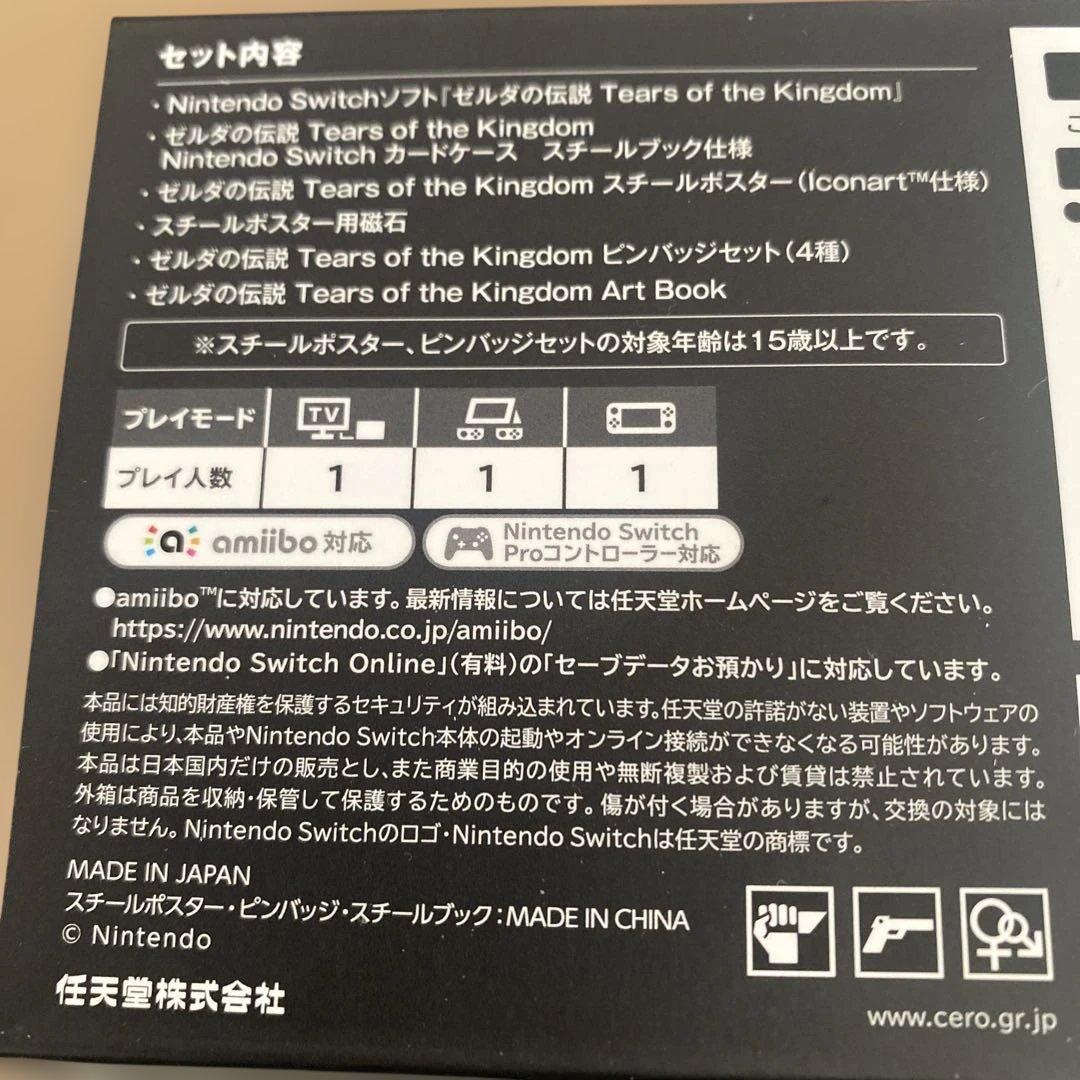 セット内容
・Nintendo Switchソフト『ゼルダの伝説 Tears of the Kingdom』
・ゼルダの伝説 Tears of the Kingdom
Nintendo Switch カードケース　スチールブック仕様
・ゼルダの伝説 Tears of the Kingdom スチールポスター(Iconart™仕様)
・スチールポスター用磁石
・ゼルダの伝説 Tears of the Kingdom ピンバッジセット(4種)
・ゼルダの伝説 Tears of the Kingdom Art Book
※スチールポスター、ピンバッジセットの対象年齢は15歳以上です。
プレイモード TV
プレイ人数 1 1 1
a amiibo 対応
Nintendo Switch
Proコントローラー対応
●amiibo™に対応しています。最新情報については任天堂ホームページをご覧ください。
https://www.nintendo.co.jp/amiibo/
●「Nintendo Switch Online」(有料)の「セーブデータお預かり」に対応しています。
本品には知的財産権を保護するセキュリティが組み込まれています。任天堂の許諾がない装置やソフトウェアの
使用により、本品やNintendo Switch本体の起動やオンライン接続ができなくなる可能性があります。
本品は日本国内だけの販売とし、また商業目的の使用や無断複製および賃貸は禁止されています。
外箱は商品を収納・保管して保護するためのものです。傷が付く場合がありますが、交換の対象には
なりません。Nintendo Switchのロゴ・Nintendo Switchは任天堂の商標です。
MADE IN JAPAN
スチールポスター・ピンバッジ・スチールブック：MADE IN CHINA
© Nintendo
任天堂株式会社
www.cero.gr.jp